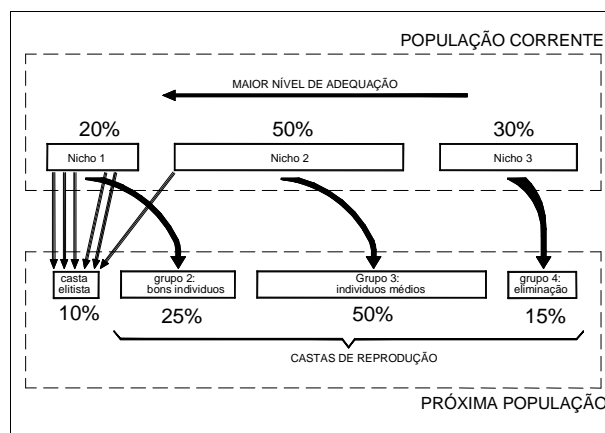 POPULAÇÃO CORRENTE
MAIOR NÍVEL DE ADEQUAÇÃO
20%
50%
30%
Nicho 1
Nicho 2
Nicho 3
casta
elitista
grupo 2:
bons individuos
Grupo 3:
individuos médios
grupo 4:
eliminação
10%
25%
50%
15%
CASTAS DE REPRODUÇÃO
PRÓXIMA POPULAÇÃO